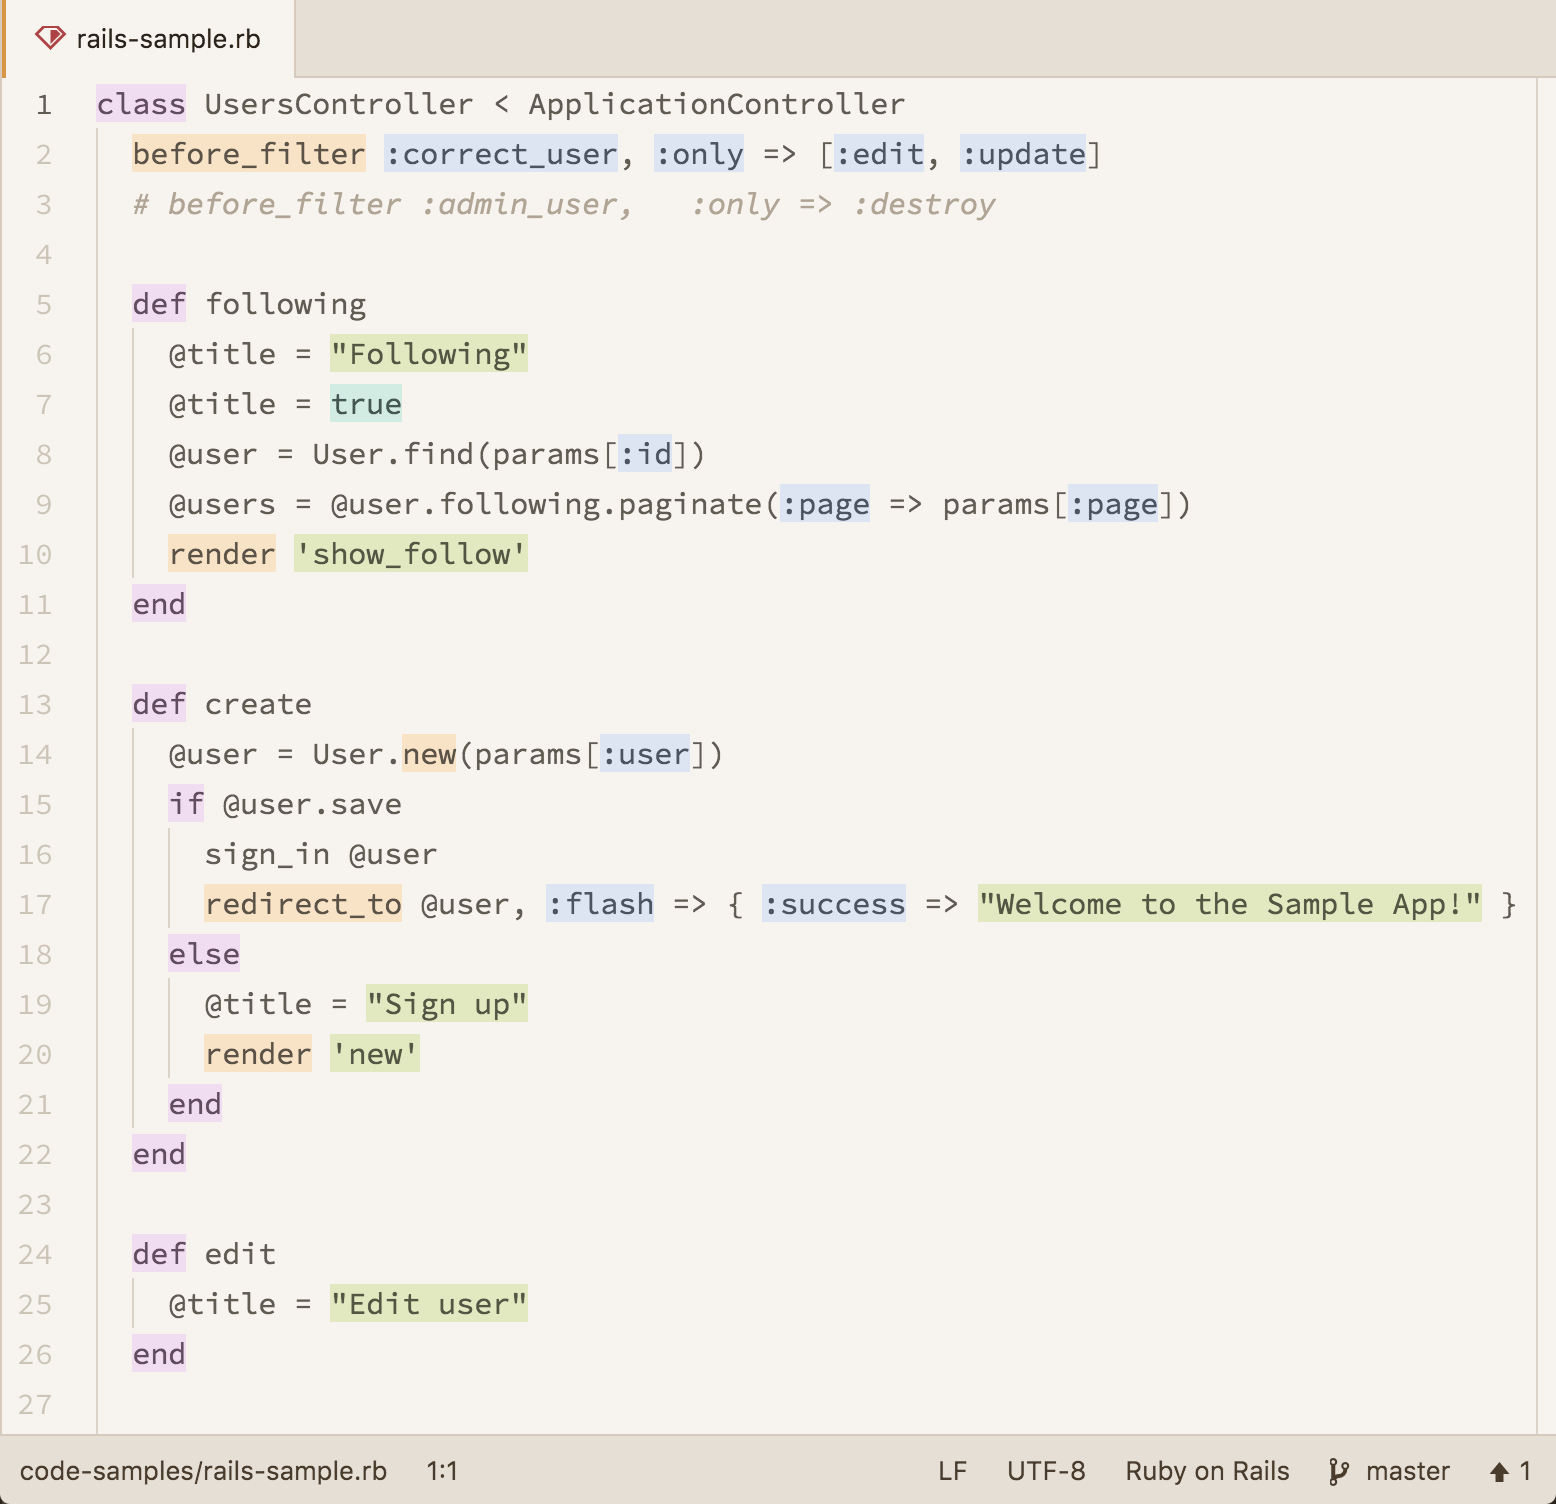 rails-sample.rb
1 class UsersController < ApplicationController
2   before_filter :correct_user, :only => [:edit, :update]
3   # before_filter :admin_user,   :only => :destroy
4
5   def following
6     @title = "Following"
7     @title = true
8     @user = User.find(params[:id])
9     @users = @user.following.paginate(:page => params[:page])
10     render 'show_follow'
11   end
12
13   def create
14     @user = User.new(params[:user])
15     if @user.save
16       sign_in @user
17       redirect_to @user, :flash => { :success => "Welcome to the Sample App!" }
18     else
19       @title = "Sign up"
20       render 'new'
21     end
22   end
23
24   def edit
25     @title = "Edit user"
26   end
27
code-samples/rails-sample.rb 1:1 LF UTF-8 Ruby on Rails master 1